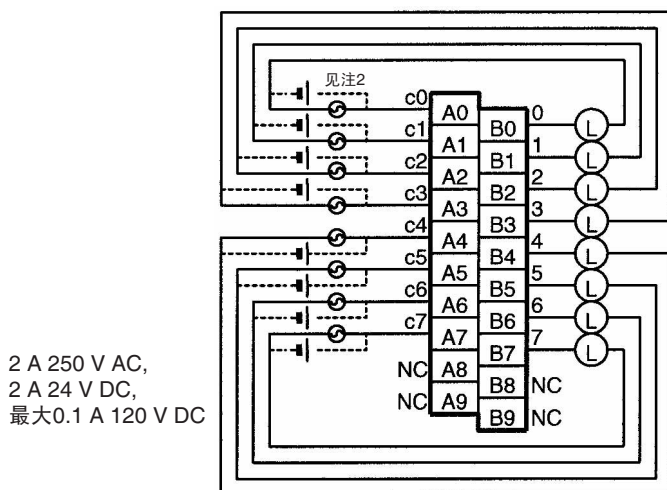 见注2
c0 A0 B0 0 L
c1 A1 B1 1 L
c2 A2 B2 2 L
c3 A3 B3 3 L
c4 A4 B4 4 L
c5 A5 B5 5 L
c6 A6 B6 6 L
c7 A7 B7 7 L
NC A8 B8 NC
NC A9 B9 NC
2 A 250 V AC,
2 A 24 V DC,
最大0.1 A 120 V DC